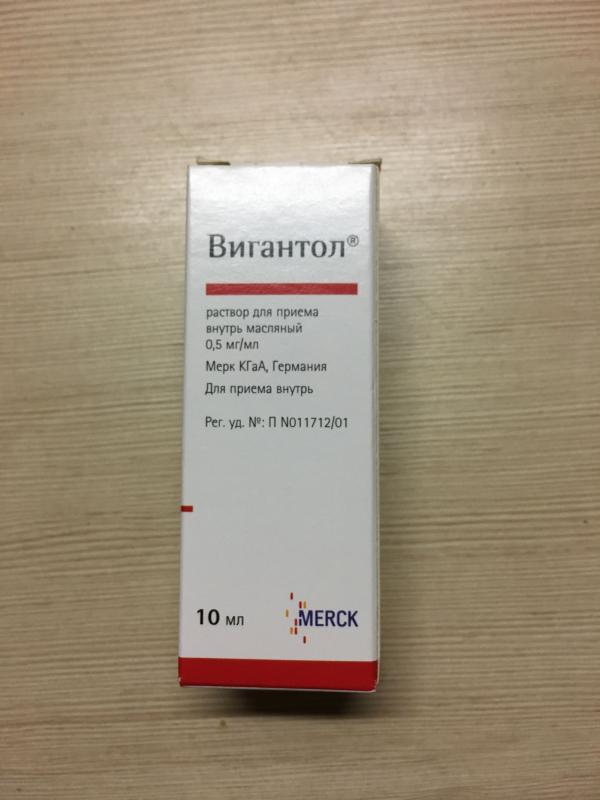 Вигантол®
раствор для приема
внутрь масляный
0,5 мг/мл
Мерк КГаА, Германия
Для приема внутрь
Рег. уд. №: П N011712/01
10 мл
MERCK